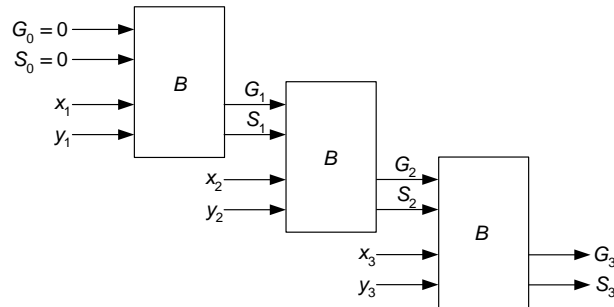 G₀ = 0
S₀ = 0
x₁
y₁
B
G₁
S₁
x₂
y₂
B
G₂
S₂
x₃
y₃
B
G₃
S₃